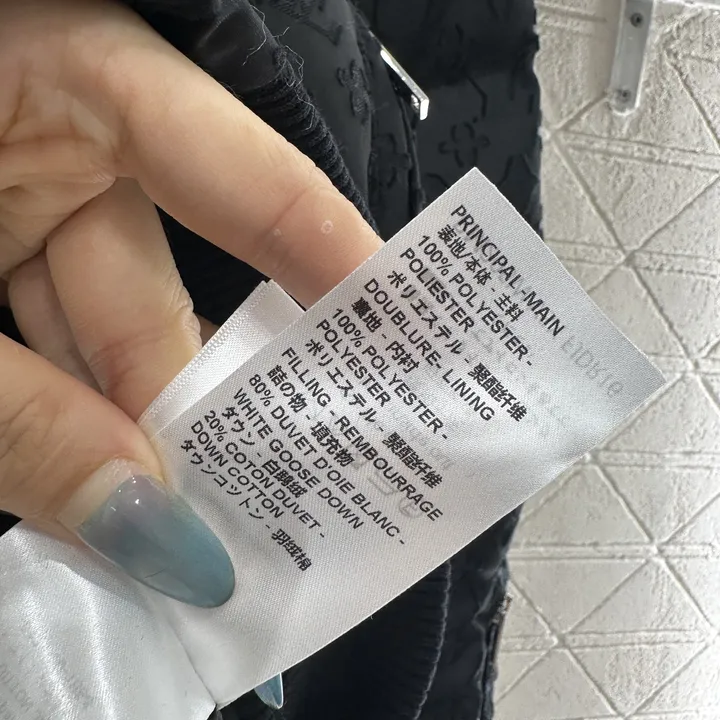 PRINCIPAL-MAIN
表地/本体 - 主料
100% POLYESTER -
POLIESTER
ポリエステル - 聚酯纤维
DOUBLURE- LINING
裏地 - 内村
100% POLYESTER -
POLYESTER
ポリエステル - 聚酯纤维
FILLING -REMBOURRAGE
詰の物 - 填充物
80% DUVET D'OIE BLANC -
WHITE GOOSE DOWN
ダウン - 白鹅绒
20% COTON DUVET -
DOWN COTTON
ダウンコットン - 羽绒棉